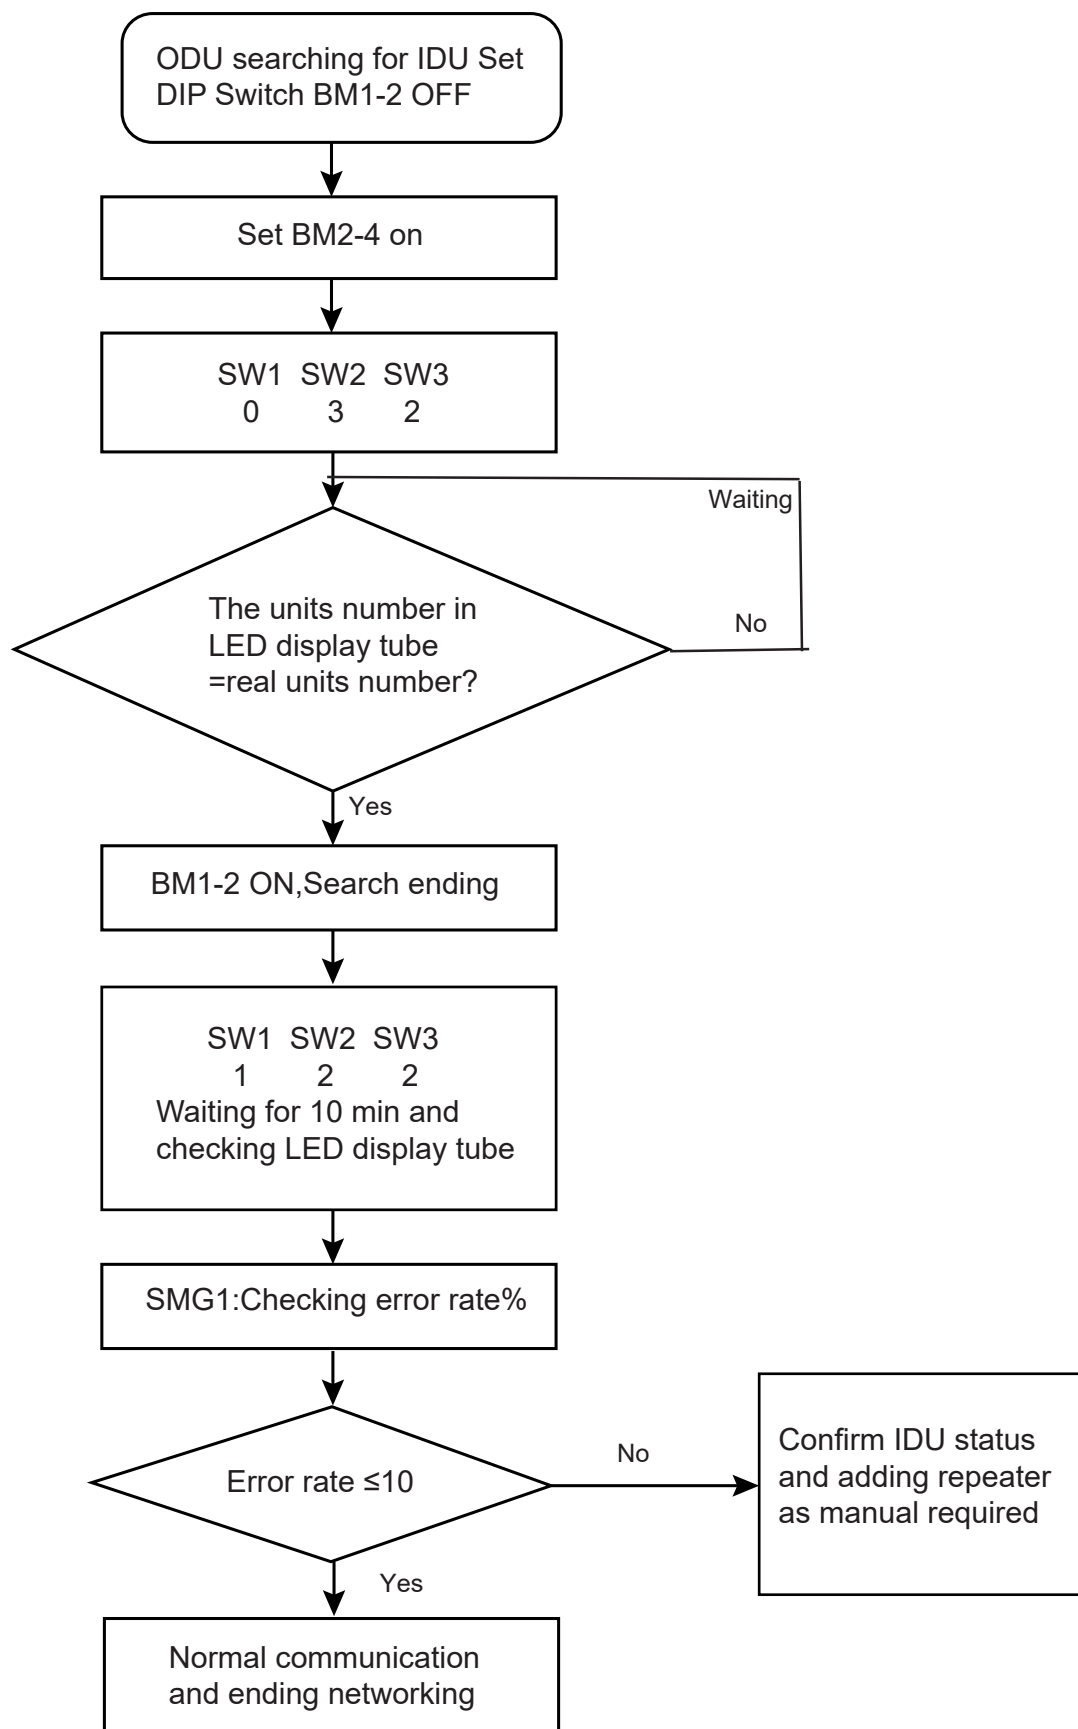 ODU searching for IDU Set
DIP Switch BM1-2 OFF
Set BM2-4 on
SW1 SW2 SW3
0 3 2
Waiting
The units number in
LED display tube
=real units number?
No
Yes
BM1-2 ON,Search ending
SW1 SW2 SW3
1 2 2
Waiting for 10 min and
checking LED display tube
SMG1:Checking error rate%
Error rate ≤10
No
Confirm IDU status
and adding repeater
as manual required
Yes
Normal communication
and ending networking